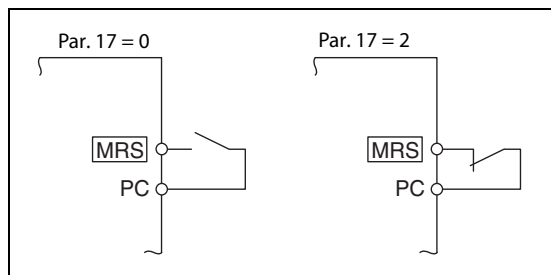 Par. 17 = 0
MRS
PC
Par. 17 = 2
MRS
PC